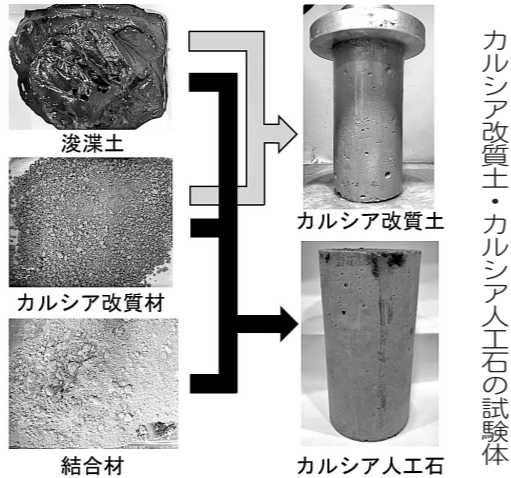 カルシア改質土・カルシア人工石の試験体
浚渫土
カルシア改質土
カルシア改質材
結合材
カルシア人工石